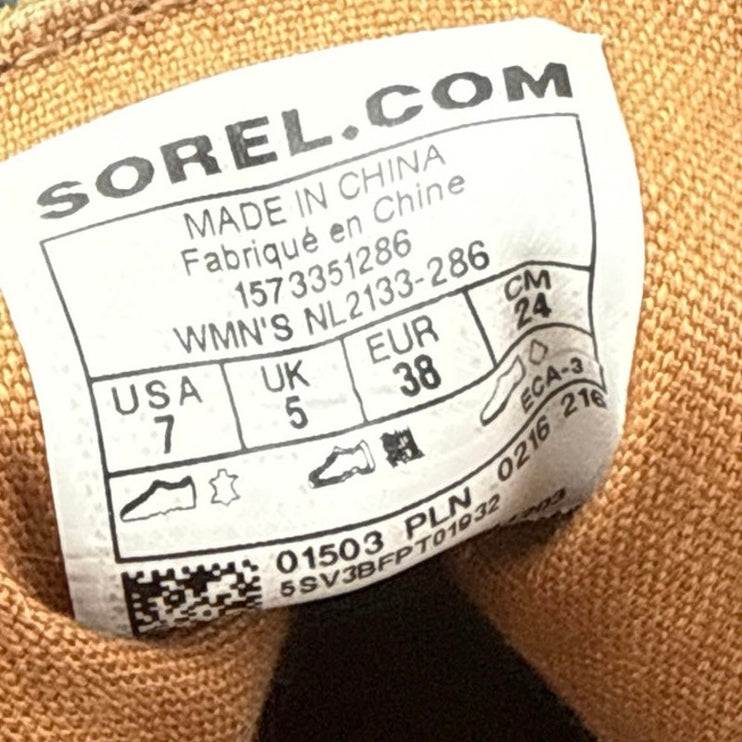 SOREL.COM
MADE IN CHINA
Fabriqué en Chine
1573351286
WMN'S NL2133-286
USA UK EUR CM
7 5 38 24
ECA-3
01503 PLN 0216 216
5SV3BFPT01932